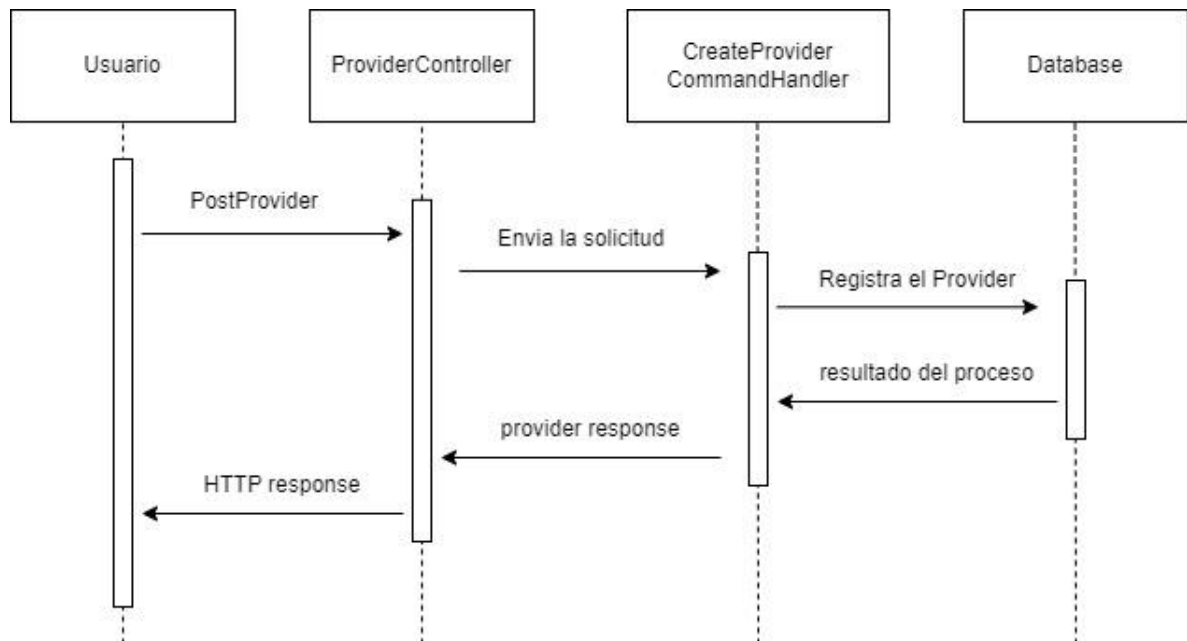 Usuario
ProviderController
CreateProvider
CommandHandler
Database
PostProvider
Envia la solicitud
Registra el Provider
resultado del proceso
provider response
HTTP response